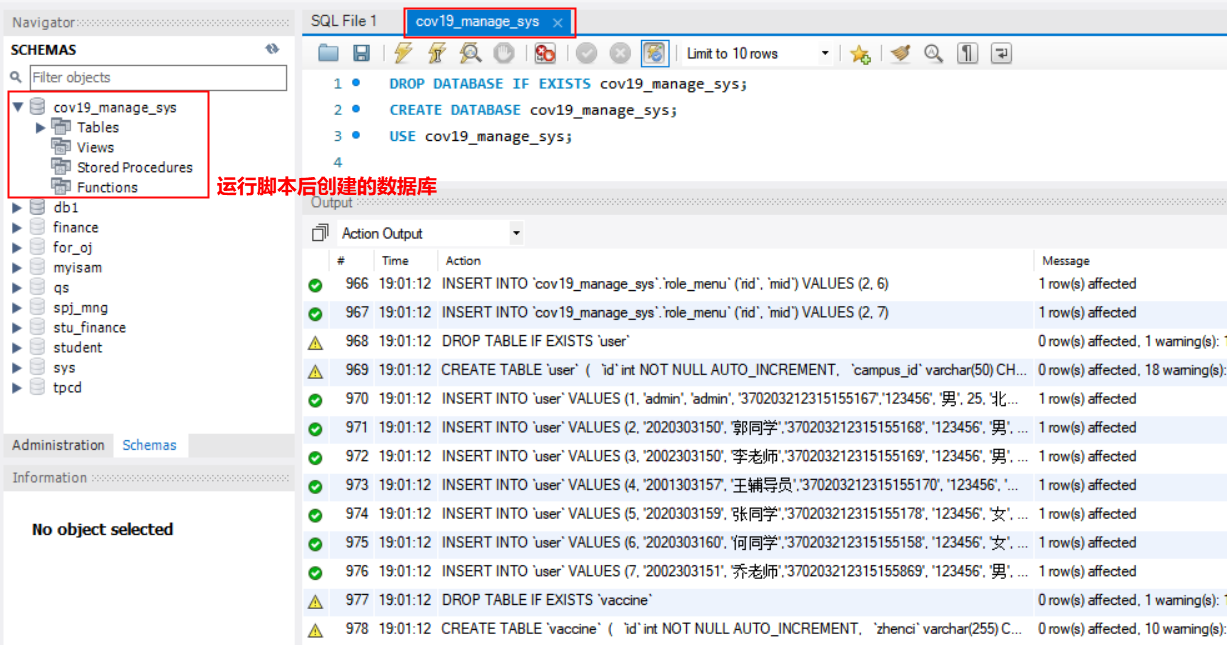 Navigator
SCHEMAS
Filter objects
cov19_manage_sys
Tables
Views
Stored Procedures
Functions
db1
finance
for_oj
myisam
qs
spj_mng
stu_finance
student
sys
tpcd
Administration Schemas
Information
No object selected
运行脚本后创建的数据库
SQL File 1 cov19_manage_sys ×
Limit to 10 rows
1 DROP DATABASE IF EXISTS cov19_manage_sys;
2 CREATE DATABASE cov19_manage_sys;
3 USE cov19_manage_sys;
4
Output
Action Output
# Time Action Message
966 19:01:12 INSERT INTO `cov19_manage_sys`.`role_menu` (`rid`, `mid`) VALUES (2, 6) 1 row(s) affected
967 19:01:12 INSERT INTO `cov19_manage_sys`.`role_menu` (`rid`, `mid`) VALUES (2, 7) 1 row(s) affected
968 19:01:12 DROP TABLE IF EXISTS `user` 0 row(s) affected, 1 warning(s): 1
969 19:01:12 CREATE TABLE `user` ( `id` int NOT NULL AUTO_INCREMENT, `campus_id` varchar(50) CH... 0 row(s) affected, 18 warning(s):
970 19:01:12 INSERT INTO `user` VALUES (1, 'admin', 'admin', '370203212315155167','123456', '男', 25, '北... 1 row(s) affected
971 19:01:12 INSERT INTO `user` VALUES (2, '2020303150', '郭同学','370203212315155168', '123456', '男', ... 1 row(s) affected
972 19:01:12 INSERT INTO `user` VALUES (3, '2002303150', '李老师','370203212315155169', '123456', '男', ... 1 row(s) affected
973 19:01:12 INSERT INTO `user` VALUES (4, '2001303157', '王辅导员','370203212315155170', '123456', '... 1 row(s) affected
974 19:01:12 INSERT INTO `user` VALUES (5, '2020303159', '张同学','370203212315155178', '123456', '女', ... 1 row(s) affected
975 19:01:12 INSERT INTO `user` VALUES (6, '2020303160', '何同学','370203212315155158', '123456', '女', ... 1 row(s) affected
976 19:01:12 INSERT INTO `user` VALUES (7, '2002303151', '乔老师','370203212315155869', '123456', '男', ... 1 row(s) affected
977 19:01:12 DROP TABLE IF EXISTS `vaccine` 0 row(s) affected, 1 warning(s): 1
978 19:01:12 CREATE TABLE `vaccine` ( `id` int NOT NULL AUTO_INCREMENT, `zhenci` varchar(255) C... 0 row(s) affected, 10 warning(s):